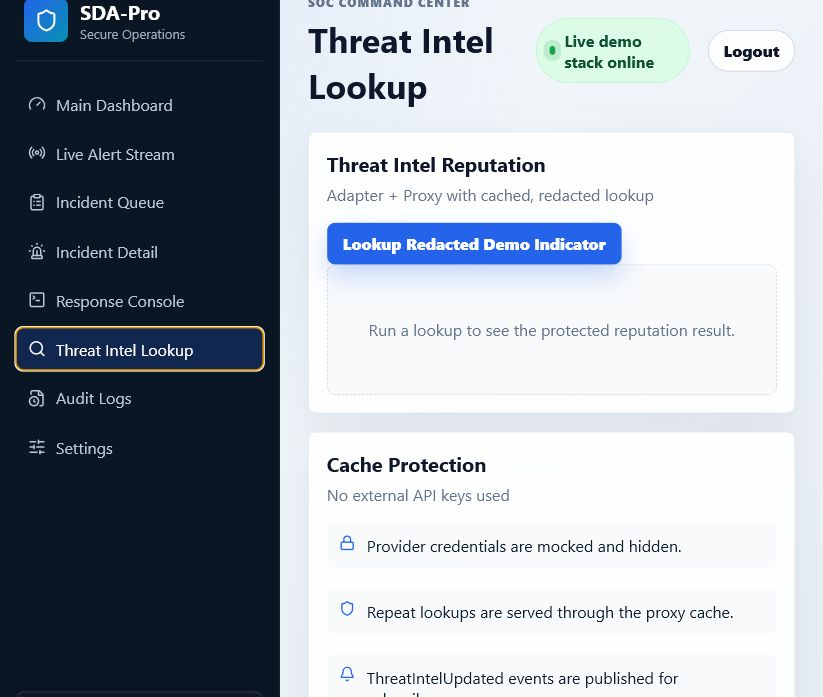 SDA-Pro
Secure Operations
Main Dashboard
Live Alert Stream
Incident Queue
Incident Detail
Response Console
Threat Intel Lookup
Audit Logs
Settings
SOC COMMAND CENTER
Threat Intel
Lookup
Live demo
stack online
Logout
Threat Intel Reputation
Adapter + Proxy with cached, redacted lookup
Lookup Redacted Demo Indicator
Run a lookup to see the protected reputation result.
Cache Protection
No external API keys used
Provider credentials are mocked and hidden.
Repeat lookups are served through the proxy cache.
ThreatIntelUpdated events are published for